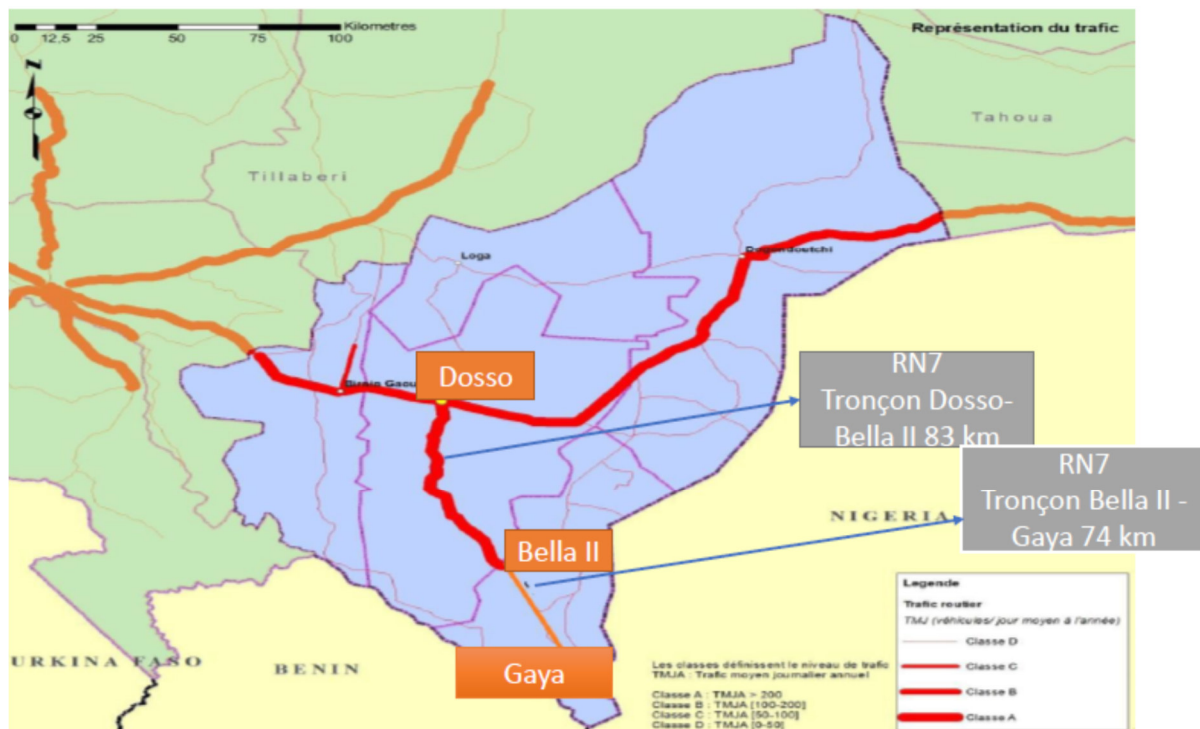 Kilometres
0 12,5 25 50 75 100
Représentation du trafic
z
Tahoua
Tillaberi
Loga
Dogondoutchi
Birnin Gaou
Dosso
RN7
Tronçon Dosso-
Bella II 83 km
RN7
Tronçon Bella II -
Gaya 74 km
NIGERIA
Bella II
Gaya
URKINA FASO
BENIN
Les classes définissent le niveau de trafic
TMJA : Trafic moyen journalier annuel
Classe A : TMJA > 200
Classe B : TMJA [100-200]
Classe C : TMJA [50-100]
Classe D : TMJA [0-50]
Legende
Trafic routier
TMJ (véhicules/ jour moyen à l'année)
Classe D
Classe C
Classe B
Classe A